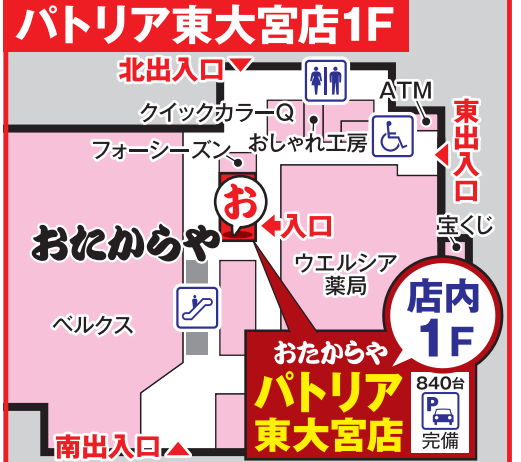 パトリア東大宮店1F
北出入口
ATM
クイックカラーQ
東出入口
おしゃれ工房
フォーシーズン
お
入口
宝くじ
おたからや
ウエルシア
薬局
店内
1F
ベルクス
おたからや
840台
パトリア
P
東大宮店
完備
南出入口